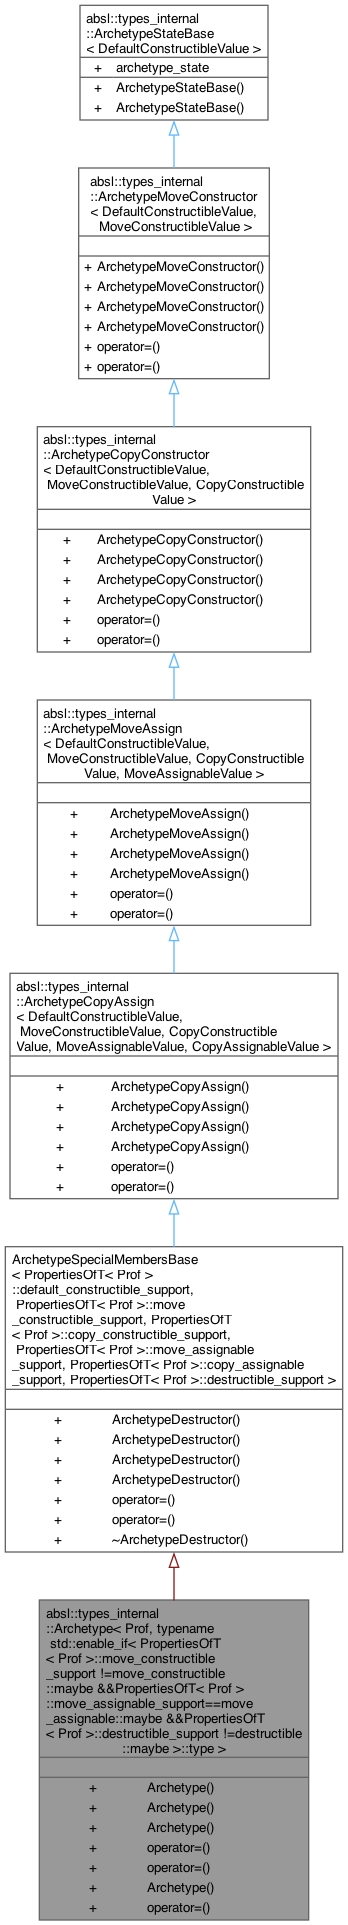 absl::types_internal
::ArchetypeStateBase
< DefaultConstructibleValue >
+ archetype_state
+ ArchetypeStateBase()
+ ArchetypeStateBase()
absl::types_internal
::ArchetypeMoveConstructor
< DefaultConstructibleValue,
MoveConstructibleValue >
+ ArchetypeMoveConstructor()
+ ArchetypeMoveConstructor()
+ ArchetypeMoveConstructor()
+ ArchetypeMoveConstructor()
+ operator=()
+ operator=()
absl::types_internal
::ArchetypeCopyConstructor
< DefaultConstructibleValue,
MoveConstructibleValue, CopyConstructible
Value >
+ ArchetypeCopyConstructor()
+ ArchetypeCopyConstructor()
+ ArchetypeCopyConstructor()
+ ArchetypeCopyConstructor()
+ operator=()
+ operator=()
absl::types_internal
::ArchetypeMoveAssign
< DefaultConstructibleValue,
MoveConstructibleValue, CopyConstructible
Value, MoveAssignableValue >
+ ArchetypeMoveAssign()
+ ArchetypeMoveAssign()
+ ArchetypeMoveAssign()
+ ArchetypeMoveAssign()
+ operator=()
+ operator=()
absl::types_internal
::ArchetypeCopyAssign
< DefaultConstructibleValue,
MoveConstructibleValue, CopyConstructible
Value, MoveAssignableValue, CopyAssignableValue >
+ ArchetypeCopyAssign()
+ ArchetypeCopyAssign()
+ ArchetypeCopyAssign()
+ ArchetypeCopyAssign()
+ operator=()
+ operator=()
ArchetypeSpecialMembersBase
< PropertiesOfT< Prof >
::default_constructible_support,
PropertiesOfT< Prof >::move
_constructible_support, PropertiesOfT
< Prof >::copy_constructible_support,
PropertiesOfT< Prof >::move_assignable
_support, PropertiesOfT< Prof >::copy_assignable
_support, PropertiesOfT< Prof >::destructible_support >
+ ArchetypeDestructor()
+ ArchetypeDestructor()
+ ArchetypeDestructor()
+ ArchetypeDestructor()
+ operator=()
+ operator=()
+ ~ArchetypeDestructor()
absl::types_internal
::Archetype< Prof, typename
std::enable_if< PropertiesOfT
< Prof >::move_constructible
_support !=move_constructible
::maybe &&PropertiesOfT< Prof >
::move_assignable_support==move
_assignable::maybe &&PropertiesOfT
< Prof >::destructible_support !=destructible
::maybe >::type >
+ Archetype()
+ Archetype()
+ Archetype()
+ operator=()
+ operator=()
+ Archetype()
+ operator=()